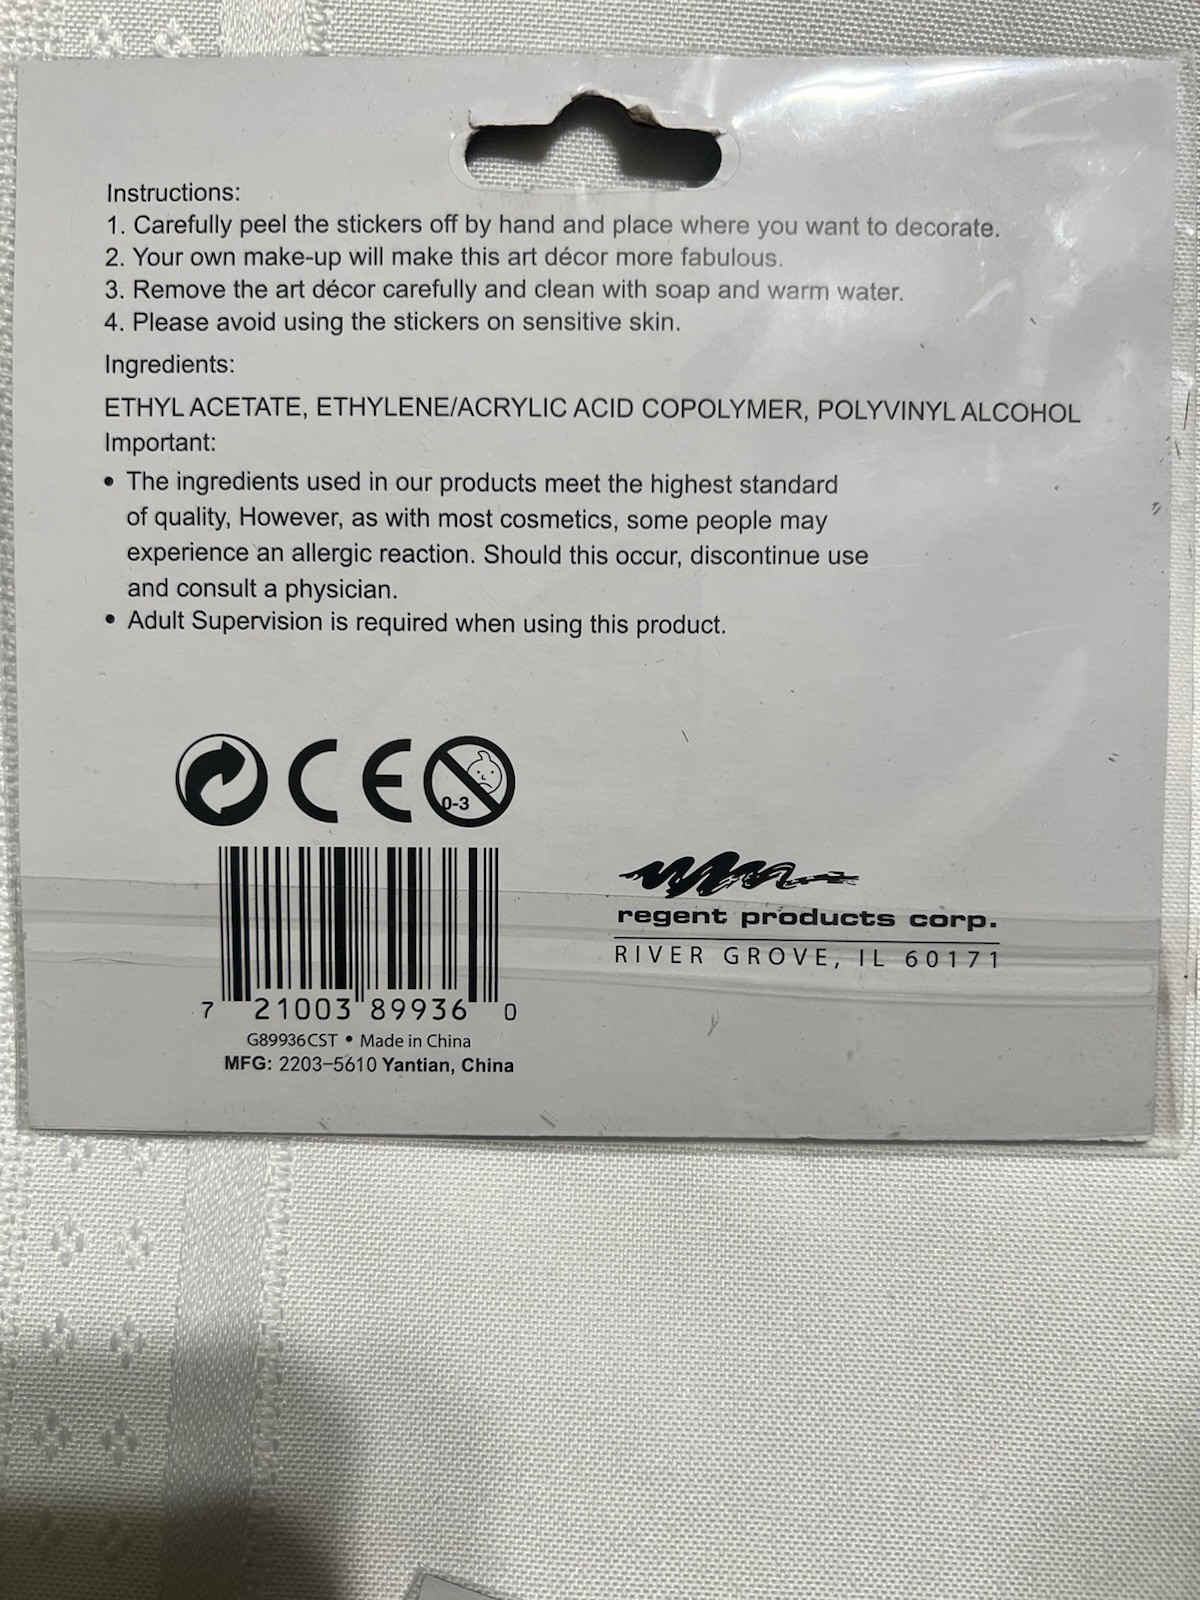 Instructions:
1. Carefully peel the stickers off by hand and place where you want to decorate.
2. Your own make-up will make this art décor more fabulous.
3. Remove the art décor carefully and clean with soap and warm water.
4. Please avoid using the stickers on sensitive skin.
Ingredients:
ETHYL ACETATE, ETHYLENE/ACRYLIC ACID COPOLYMER, POLYVINYL ALCOHOL
Important:
• The ingredients used in our products meet the highest standard
of quality, However, as with most cosmetics, some people may
experience an allergic reaction. Should this occur, discontinue use
and consult a physician.
• Adult Supervision is required when using this product.
CE
0-3
regent products corp.
RIVER GROVE, IL 60171
7 21003 89936 0
G89936CST • Made in China
MFG: 2203-5610 Yantian, China